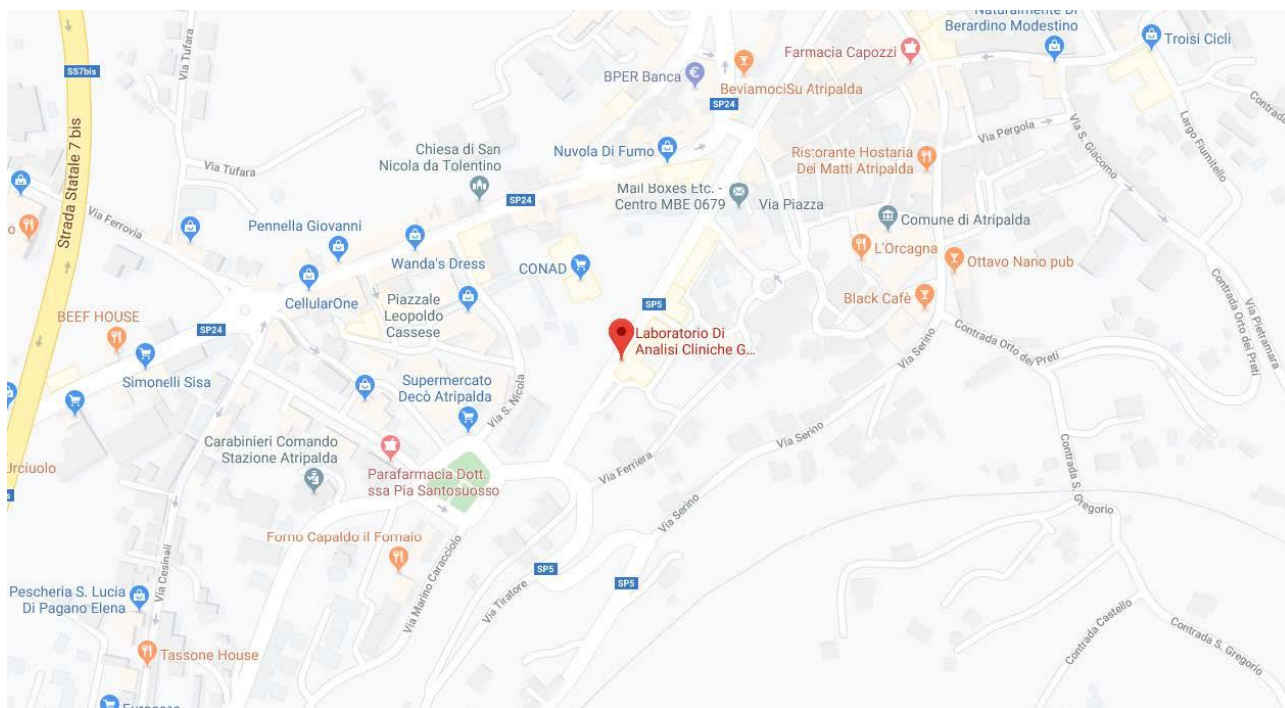 Naturalmente Di
Berardino Modestino
Troisi Cicli
Farmacia Capozzi
SS7bis
Via Tufara
BPER Banca
BeviamociSu Atripalda
SP24
Contrada
Via Pergola
Via S. Giacomo
Largo Fiumitello
Chiesa di San
Nicola da Tolentino
Nuvola Di Fumo
Ristorante Hostaria
Dei Matti Atripalda
Via Tufara
Mail Boxes Etc. -
Centro MBE 0679
Via Piazza
SP24
Strada Statale 7 bis
Via Ferrovia
Pennella Giovanni
Comune di Atripalda
Wanda's Dress
CONAD
L'Orcagna
Ottavo Nano pub
CellularOne
Piazzale
Leopoldo
Cassese
SP5
Black Cafè
Contrada Orto dei Preti
Via Pietramara
BEEF HOUSE
SP24
Laboratorio Di
Analisi Cliniche G...
Via Serino
Contrada Orto dei Preti
Simonelli Sisa
Supermercato
Decò Atripalda
Via S. Nicola
Carabinieri Comando
Stazione Atripalda
Via Serino
Urciuolo
Parafarmacia Dott.
ssa Pia Santosuosso
Via Ferriera
Contrada S. Gregorio
Via Serino
Forno Capaldo il Fornaio
Via Cesinali
Via Marino Caracciolo
SP5
SP5
Via Tiratore
Pescheria S. Lucia
Di Pagano Elena
Contrada Castello
Contrada S. Gregorio
Tassone House